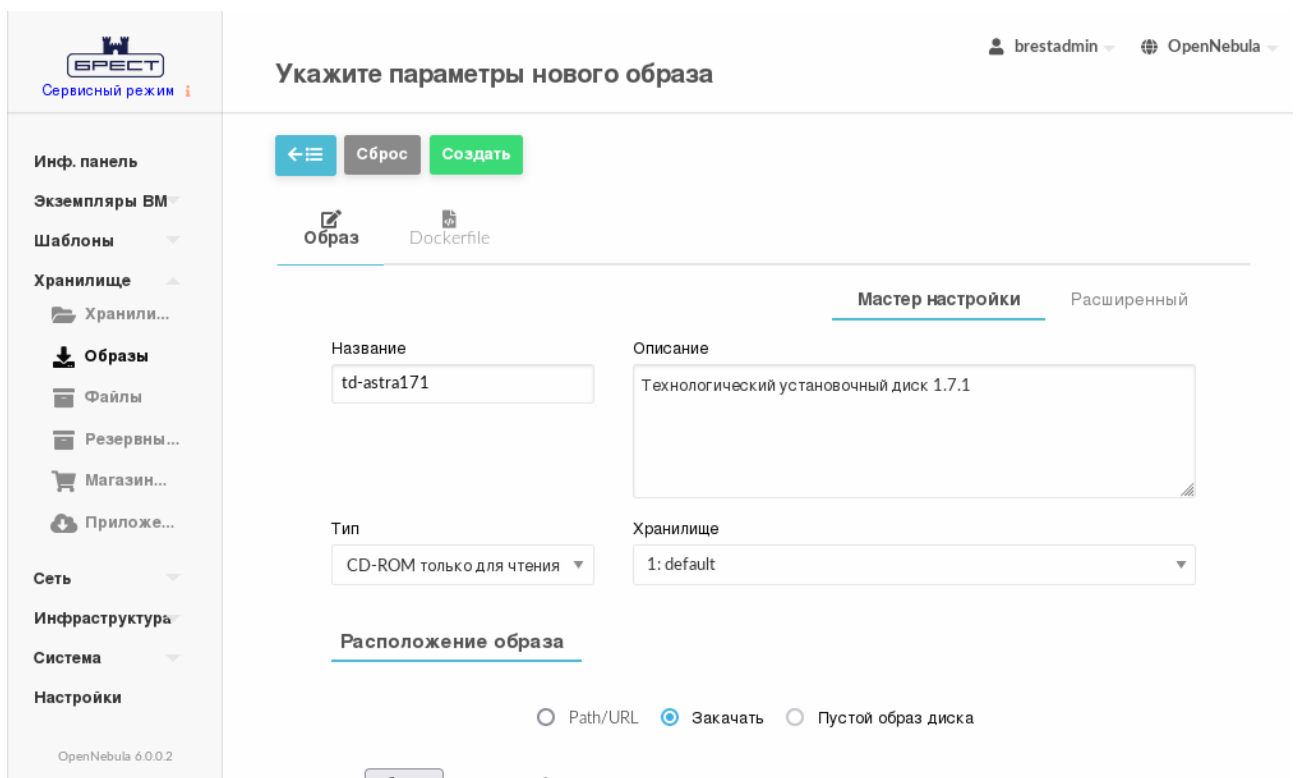 БРЕСТ
Сервисный режим i
Укажите параметры нового образа
brestadmin
OpenNebula
Инф. панель
Экземпляры ВМ
Шаблоны
Хранилище
Хранили...
Образы
Файлы
Резервны...
Магазин...
Приложе...
Сеть
Инфраструктура
Система
Настройки
OpenNebula 6.0.0.2
Сброс
Создать
Образ
Dockerfile
Мастер настройки
Расширенный
Название
Описание
td-astra171
Технологический установочный диск 1.7.1
Тип
Хранилище
CD-ROM только для чтения
1: default
Расположение образа
Path/URL
Закачать
Пустой образ диска